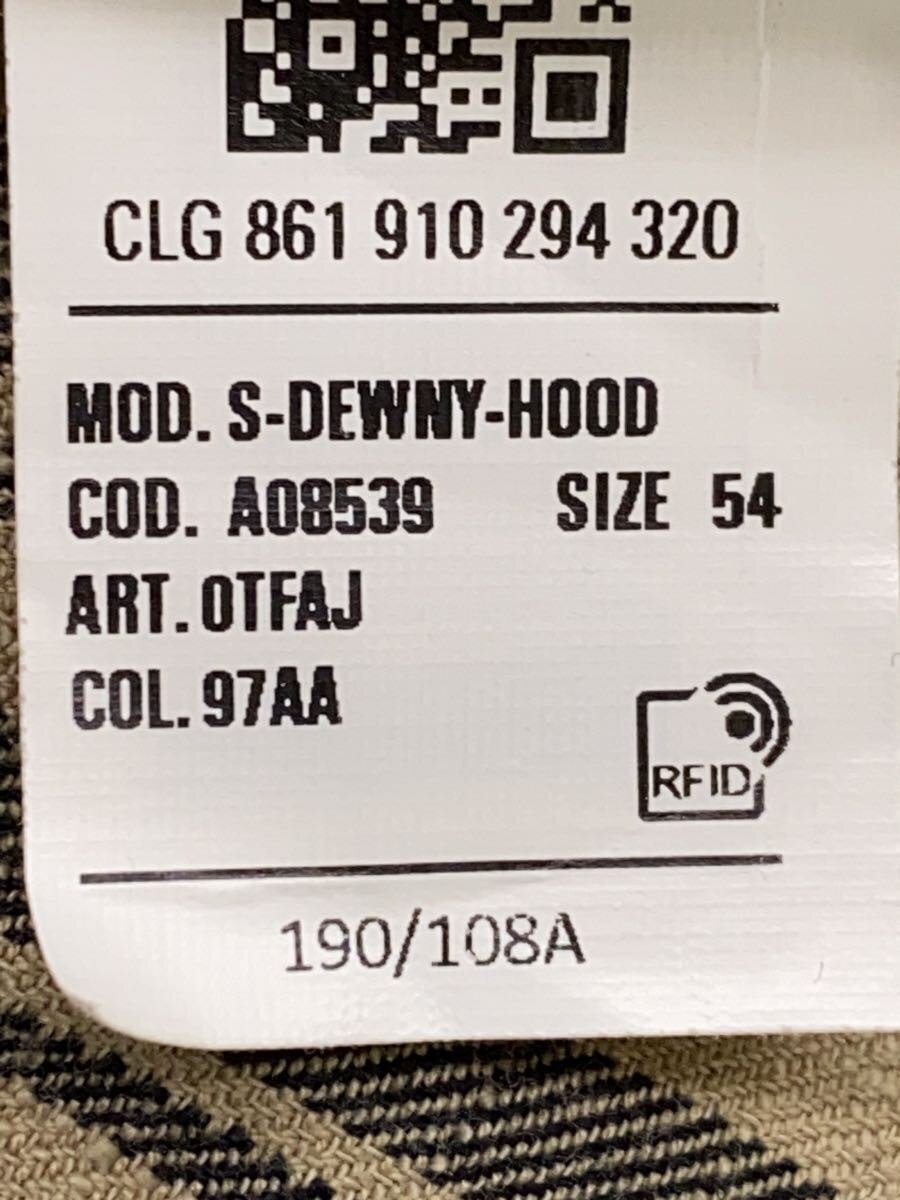 CLG 861 910 294 320
MOD. S-DEWNY-HOOD
COD. A08539 SIZE 54
ART. 0TFAJ
COL. 97AA
RFID
190/108A